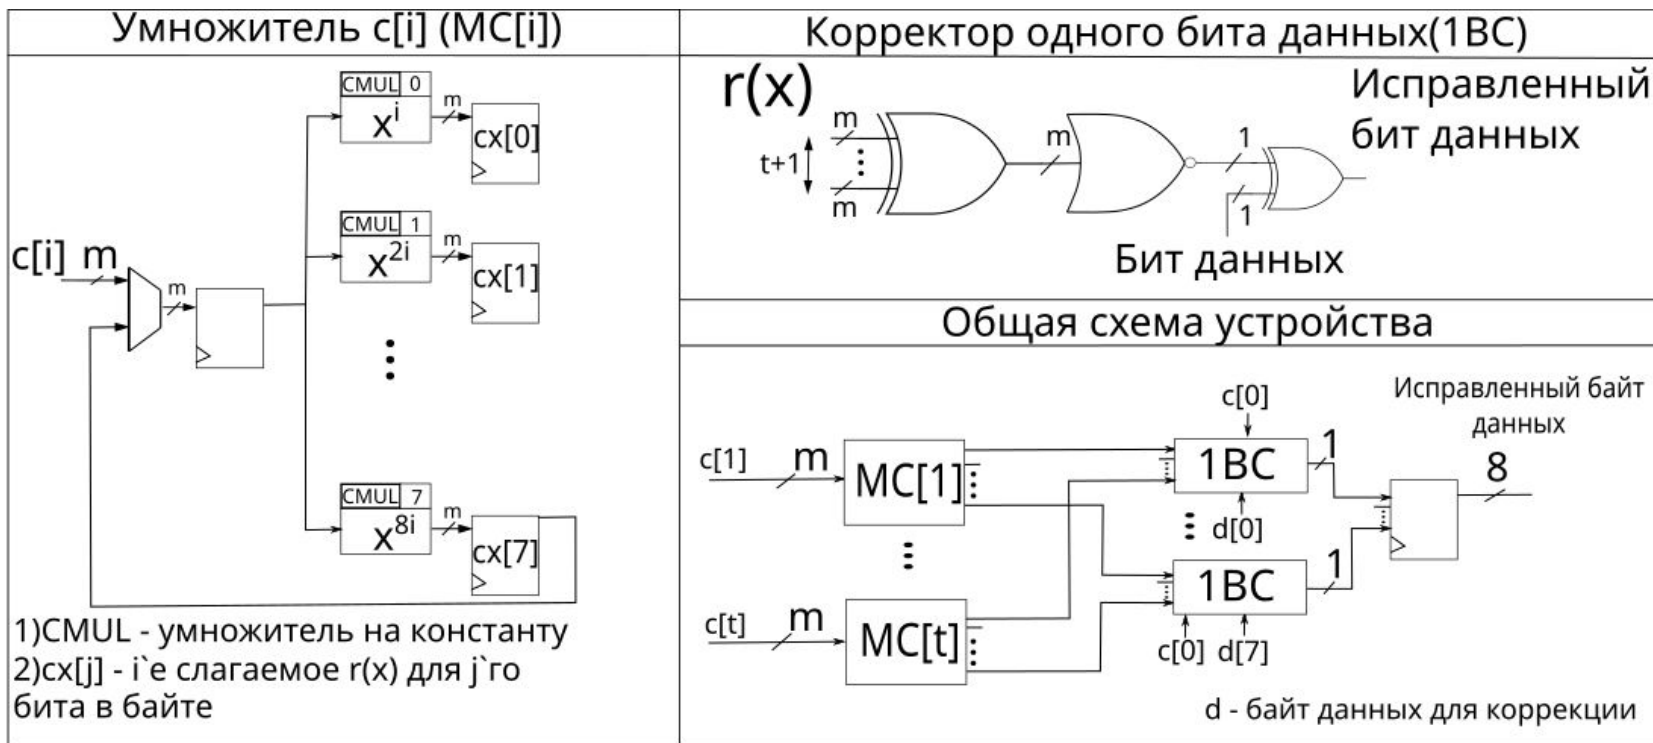 Умножитель c[i] (MC[i])
CMUL 0
x^i
m
cx[0]
CMUL 1
x^2i
m
cx[1]
c[i] m
m
CMUL 7
x^8i
m
cx[7]
1)CMUL - умножитель на константу
2)cx[j] - i`е слагаемое r(x) для j`го
бита в байте
Корректор одного бита данных(1BC)
r(x)
m
t+1
m
m
1
1
Исправленный
бит данных
Бит данных
Общая схема устройства
c[1] m
MC[1]
c[t] m
MC[t]
c[0]
1BC
d[0]
1
1BC
c[0] d[7]
1
Исправленный байт
данных
8
d - байт данных для коррекции